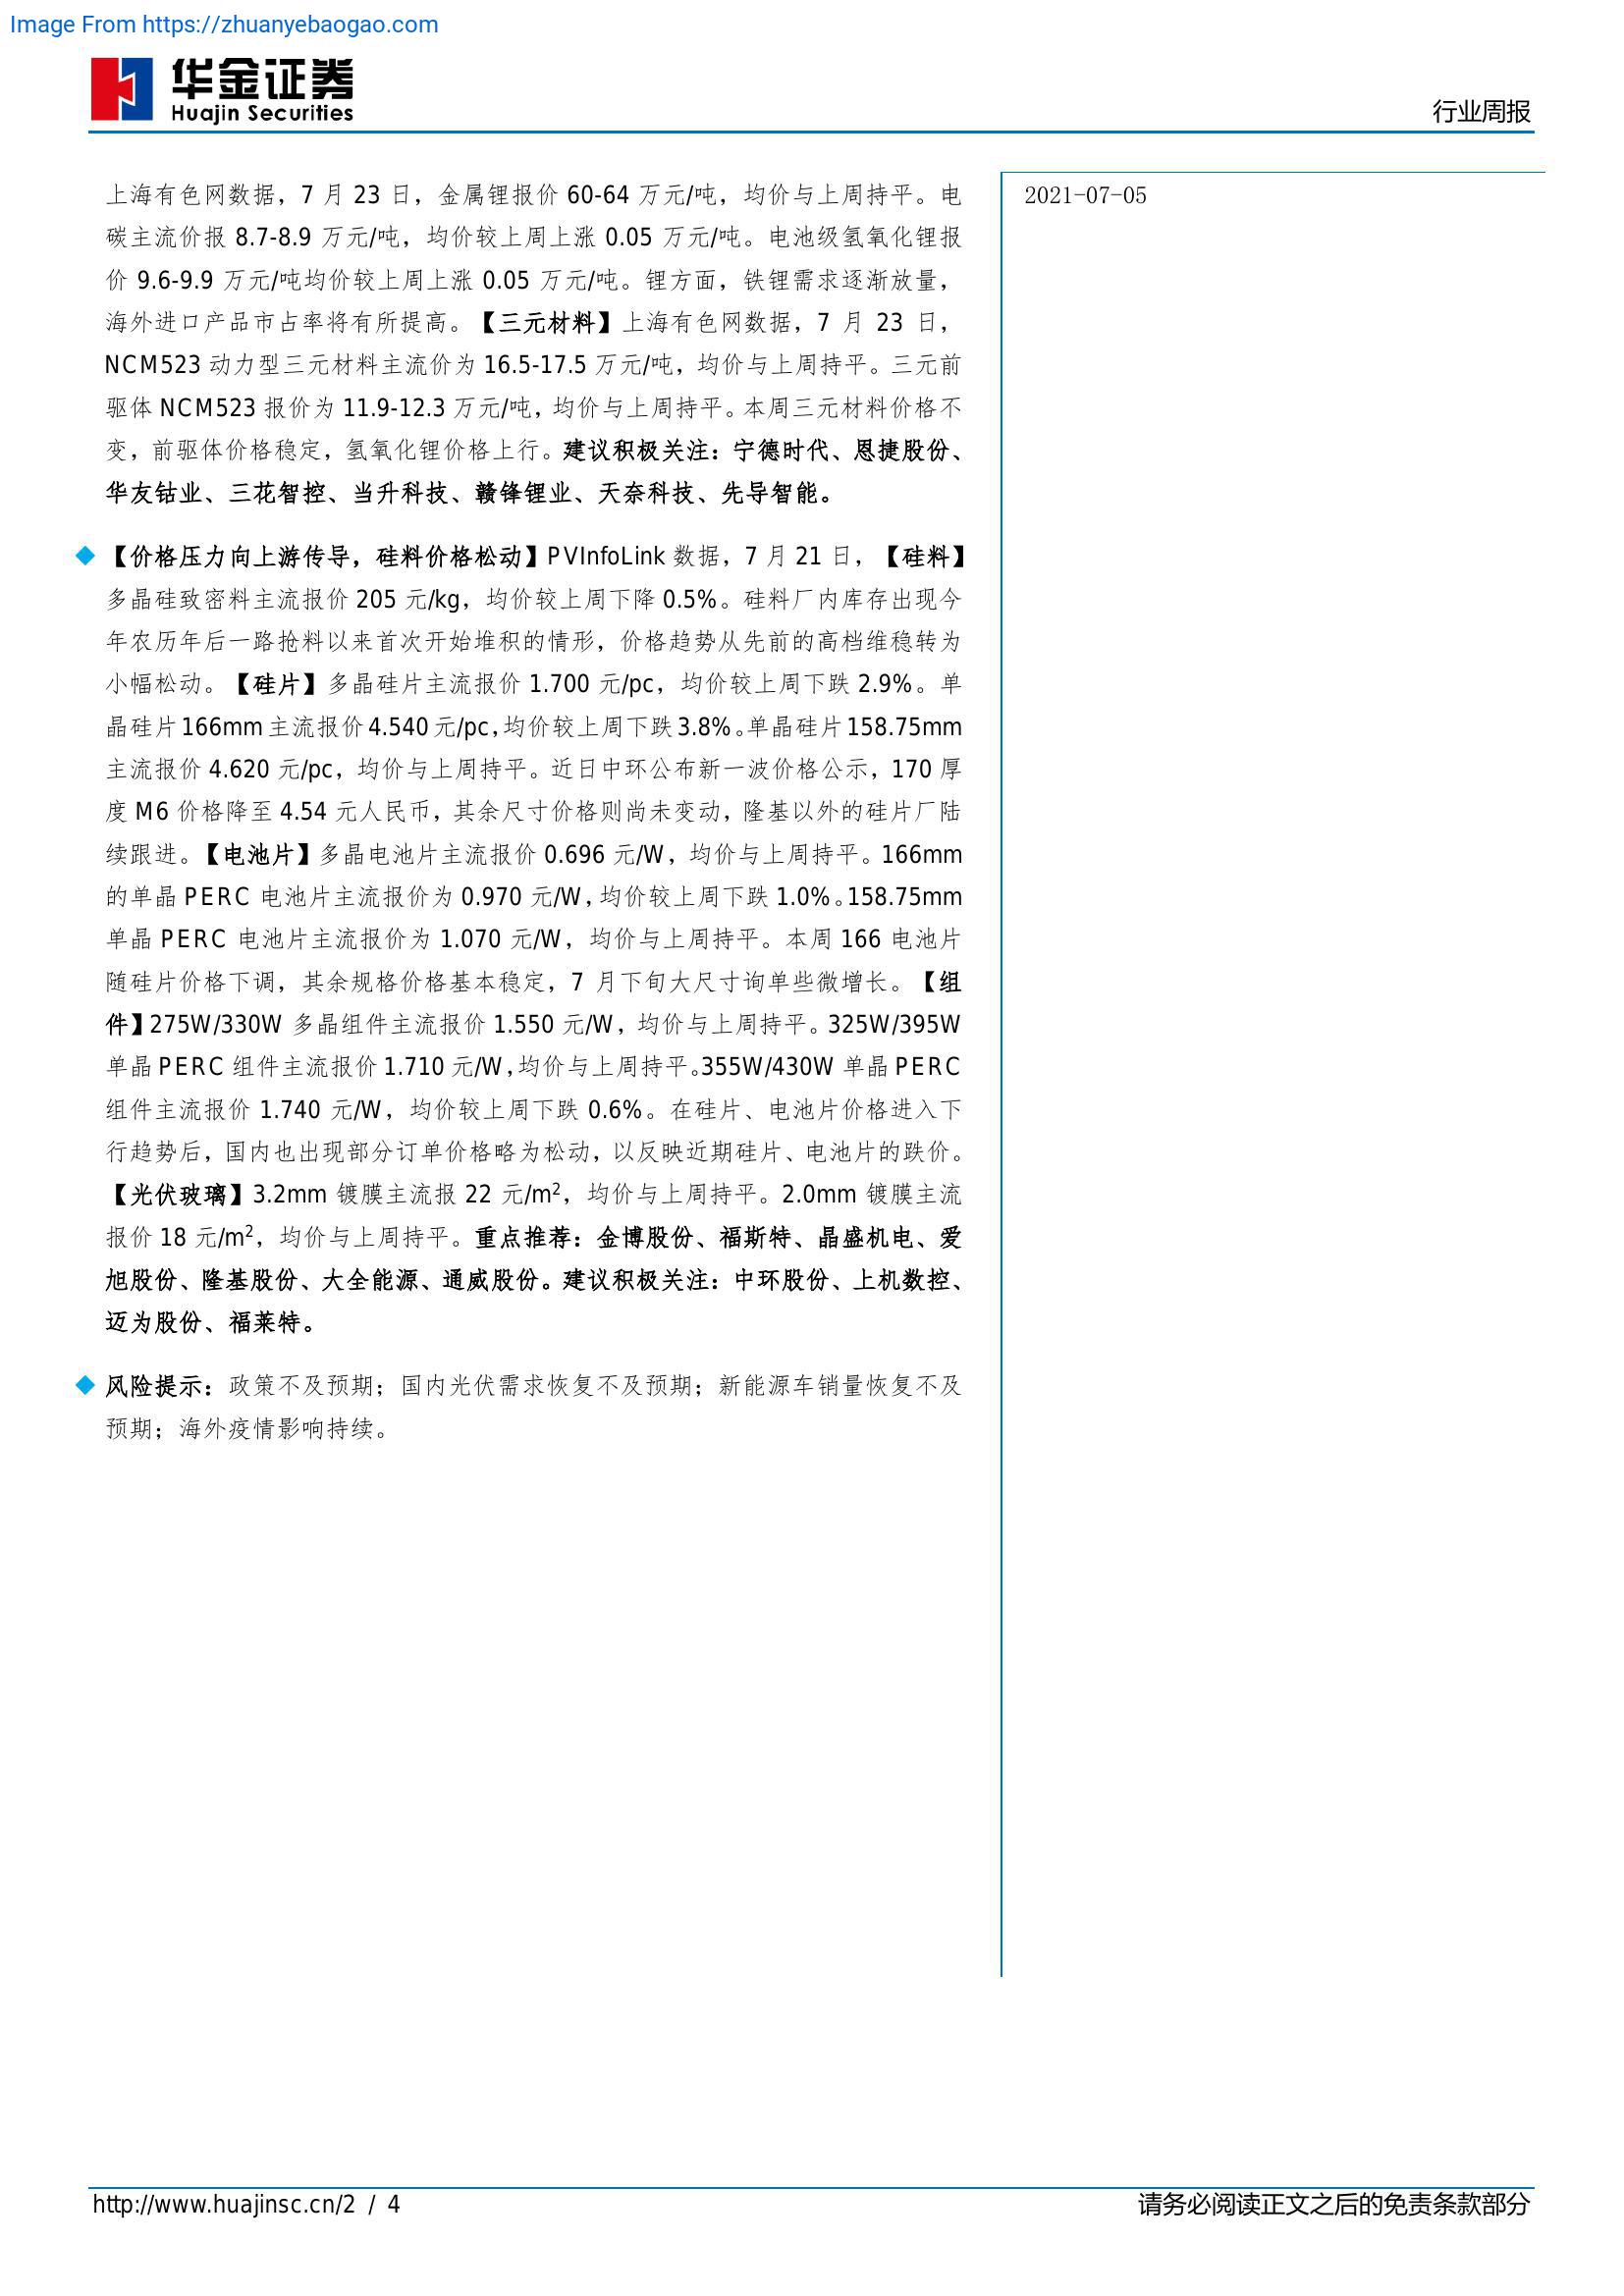 Image From https://zhuanyebaogao.com
华金证券
Huajin Securities
行业周报
上海有色网数据，7 月 23 日，金属锂报价 60-64 万元/吨，均价与上周持平。电
碳主流价报 8.7-8.9 万元/吨，均价较上周上涨 0.05 万元/吨。电池级氢氧化锂报
价 9.6-9.9 万元/吨均价较上周上涨 0.05 万元/吨。锂方面，铁锂需求逐渐放量，
海外进口产品市占率将有所提高。【三元材料】上海有色网数据，7 月 23 日，
NCM523 动力型三元材料主流价为 16.5-17.5 万元/吨，均价与上周持平。三元前
驱体 NCM523 报价为 11.9-12.3 万元/吨，均价与上周持平。本周三元材料价格不
变，前驱体价格稳定，氢氧化锂价格上行。建议积极关注：宁德时代、恩捷股份、
华友钴业、三花智控、当升科技、赣锋锂业、天奈科技、先导智能。
◆ 【价格压力向上游传导，硅料价格松动】PVInfoLink 数据，7 月 21 日，【硅料】
多晶硅致密料主流报价 205 元/kg，均价较上周下降 0.5%。硅料厂内库存出现今
年农历年后一路抢料以来首次开始堆积的情形，价格趋势从先前的高档维稳转为
小幅松动。【硅片】多晶硅片主流报价 1.700 元/pc，均价较上周下跌 2.9%。单
晶硅片 166mm 主流报价 4.540 元/pc，均价较上周下跌 3.8%。单晶硅片 158.75mm
主流报价 4.620 元/pc，均价与上周持平。近日中环公布新一波价格公示，170 厚
度 M6 价格降至 4.54 元人民币，其余尺寸价格则尚未变动，隆基以外的硅片厂陆
续跟进。【电池片】多晶电池片主流报价 0.696 元/W，均价与上周持平。166mm
的单晶 PERC 电池片主流报价为 0.970 元/W，均价较上周下跌 1.0%。158.75mm
单晶 PERC 电池片主流报价为 1.070 元/W，均价与上周持平。本周 166 电池片
随硅片价格下调，其余规格价格基本稳定，7 月下旬大尺寸询单些微增长。【组
件】275W/330W 多晶组件主流报价 1.550 元/W，均价与上周持平。325W/395W
单晶 PERC 组件主流报价 1.710 元/W，均价与上周持平。355W/430W 单晶 PERC
组件主流报价 1.740 元/W，均价较上周下跌 0.6%。在硅片、电池片价格进入下
行趋势后，国内也出现部分订单价格略为松动，以反映近期硅片、电池片的跌价。
【光伏玻璃】3.2mm 镀膜主流报 22 元/m²，均价与上周持平。2.0mm 镀膜主流
报价 18 元/m²，均价与上周持平。重点推荐：金博股份、福斯特、晶盛机电、爱
旭股份、隆基股份、大全能源、通威股份。建议积极关注：中环股份、上机数控、
迈为股份、福莱特。
◆ 风险提示：政策不及预期；国内光伏需求恢复不及预期；新能源车销量恢复不及
预期；海外疫情影响持续。
2021-07-05
http://www.huajinsc.cn/2 / 4
请务必阅读正文之后的免责条款部分